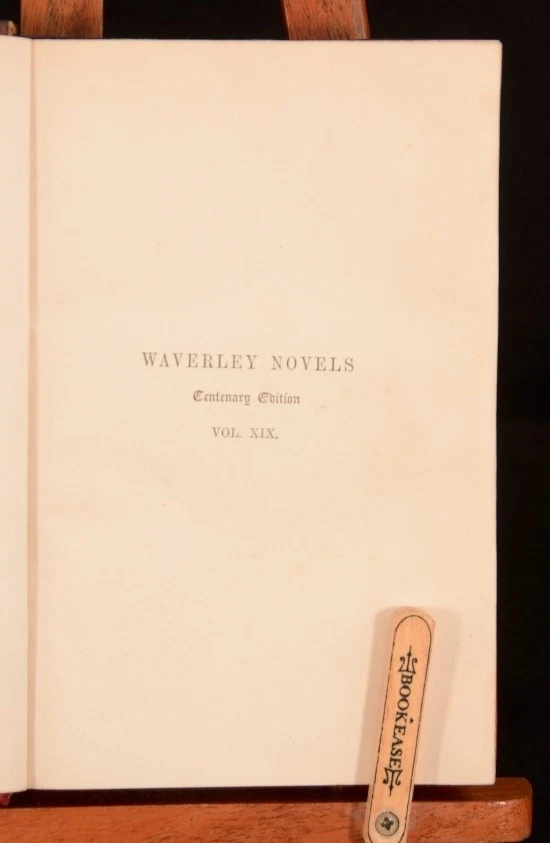 WAVERLEY NOVELS
Centenary Edition
VOL. XIX.
BOOKEASE